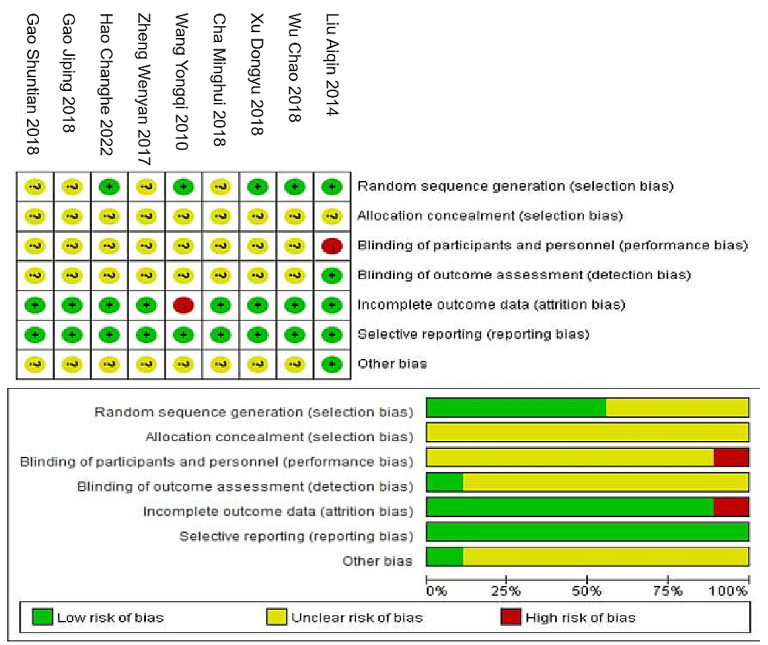 Gao Shuntian 2018
Gao Jiping 2018
Hao Changhe 2022
Zheng Wenyan 2017
Wang Yongqi 2010
Cha Minghui 2018
Xu Dongyu 2018
Wu Chao 2018
Liu Aiqin 2014
? ? + ? + ? + + + Random sequence generation (selection bias)
? ? ? ? ? ? ? ? ? Allocation concealment (selection bias)
? ? ? ? ? ? ? ? - Blinding of participants and personnel (performance bias)
? ? ? ? ? ? ? ? + Blinding of outcome assessment (detection bias)
+ + + + - + + + + Incomplete outcome data (attrition bias)
+ + + + + + + + + Selective reporting (reporting bias)
? ? ? ? ? ? ? ? + Other bias
Random sequence generation (selection bias)
Allocation concealment (selection bias)
Blinding of participants and personnel (performance bias)
Blinding of outcome assessment (detection bias)
Incomplete outcome data (attrition bias)
Selective reporting (reporting bias)
Other bias
0% 25% 50% 75% 100%
Low risk of bias Unclear risk of bias High risk of bias